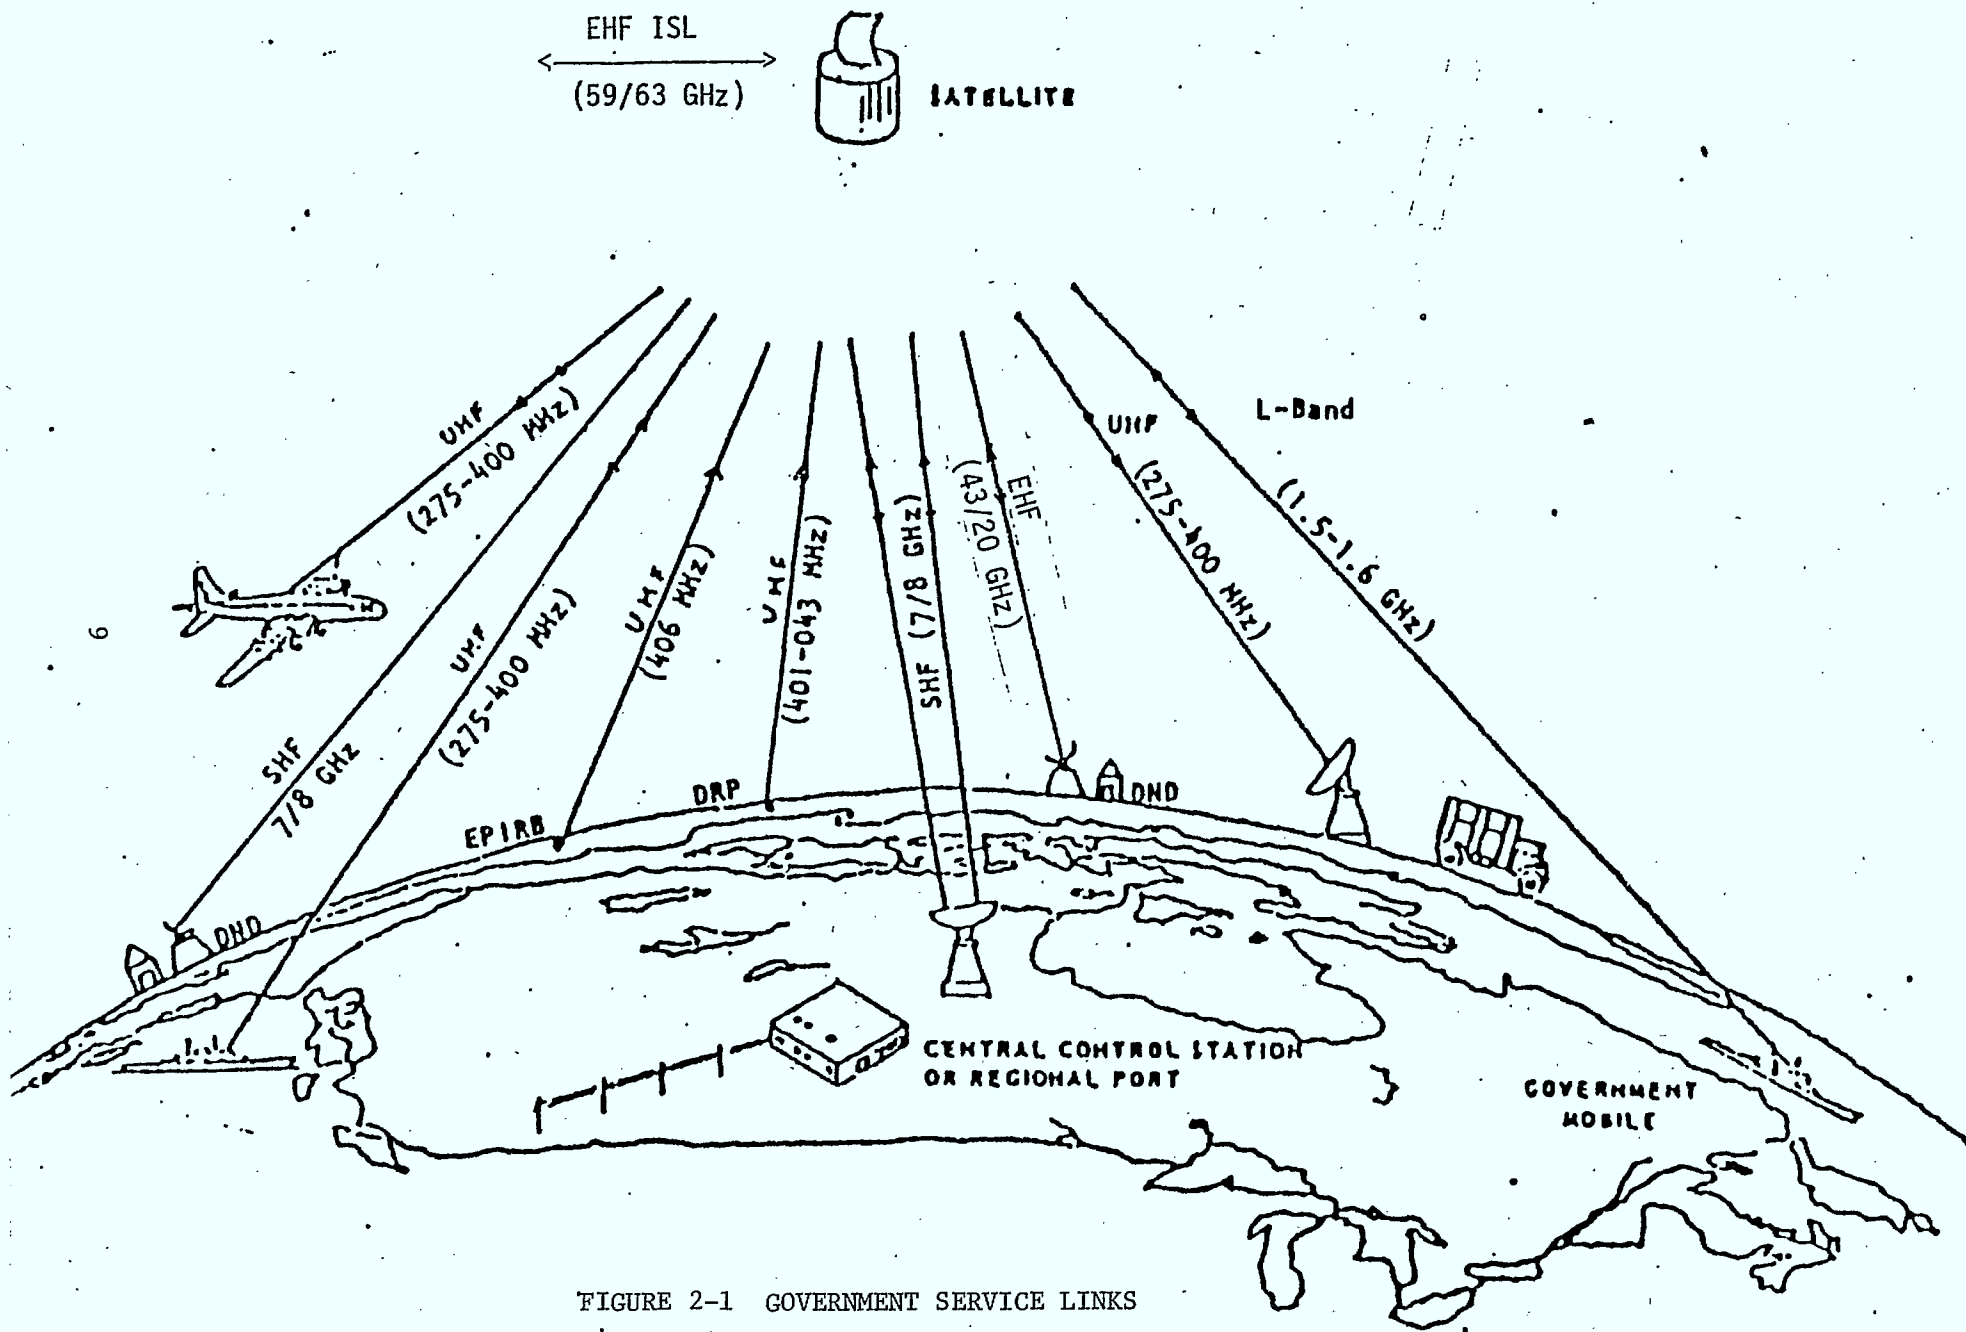 EHF ISL
(59/63 GHz)
SATELLITE
UHF
(275-400 MHz)
SHF
7/8 GHz
UHF
(275-400 MHz)
UHF
(406 MHz)
UHF
(401-043 MHz)
SHF (7/8 GHz)
EHF
(43/20 GHz)
UHF
(275-400 MHz)
L-Band
(1.5-1.6 GHz)
6
DND
EPIRB
DRP
DND
CENTRAL CONTROL STATION
OR REGIONAL PORT
GOVERNMENT
MOBILE
FIGURE 2-1 GOVERNMENT SERVICE LINKS